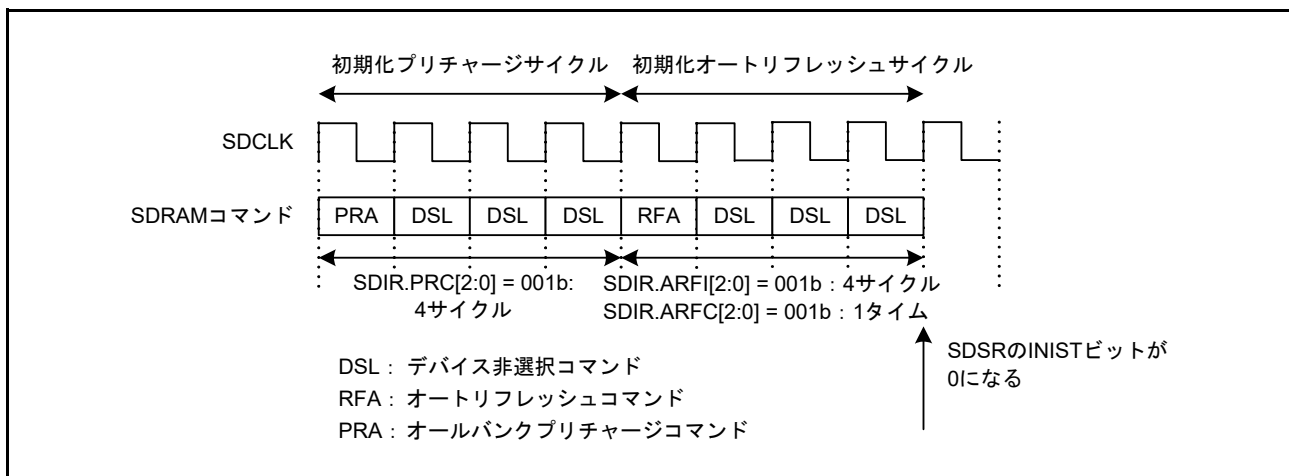 初期化プリチャージサイクル 初期化オートリフレッシュサイクル
SDCLK
SDRAMコマンド PRA DSL DSL DSL RFA DSL DSL DSL
SDIR.PRC[2:0] = 001b:
4サイクル
SDIR.ARFI[2:0] = 001b：4サイクル
SDIR.ARFC[2:0] = 001b：1タイム
SDSRのINISTビットが
0になる
DSL： デバイス非選択コマンド
RFA： オートリフレッシュコマンド
PRA： オールバンクプリチャージコマンド